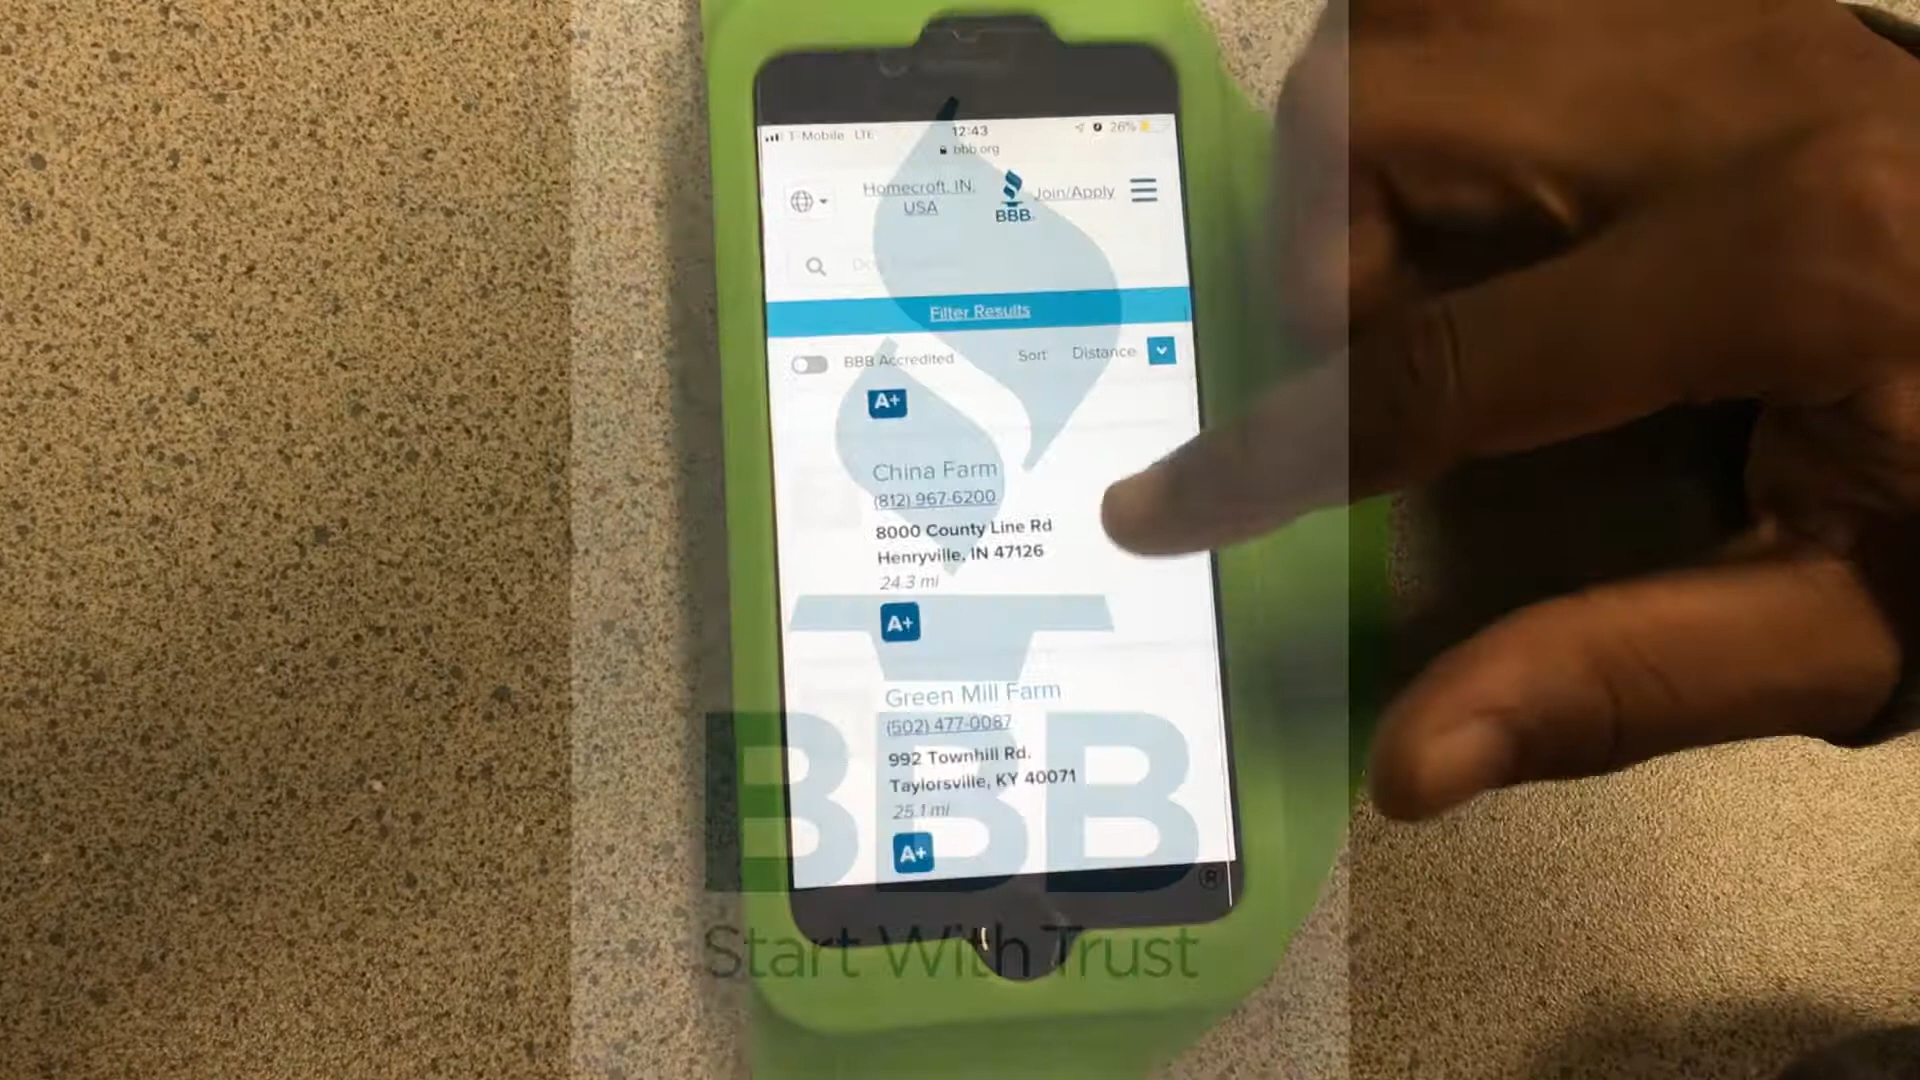 T-Mobile LTE 12:43 26%
bbb.org
Homecroft, IN,
USA
BBB.
Join/Apply
Filter Results
BBB Accredited Sort Distance
A+
China Farm
(812) 967-6200
8000 County Line Rd
Henryville, IN 47126
24.3 mi
A+
Green Mill Farm
(502) 477-0087
992 Townhill Rd.
Taylorsville, KY 40071
25.1 mi
A+
BBB
®
Start With Trust